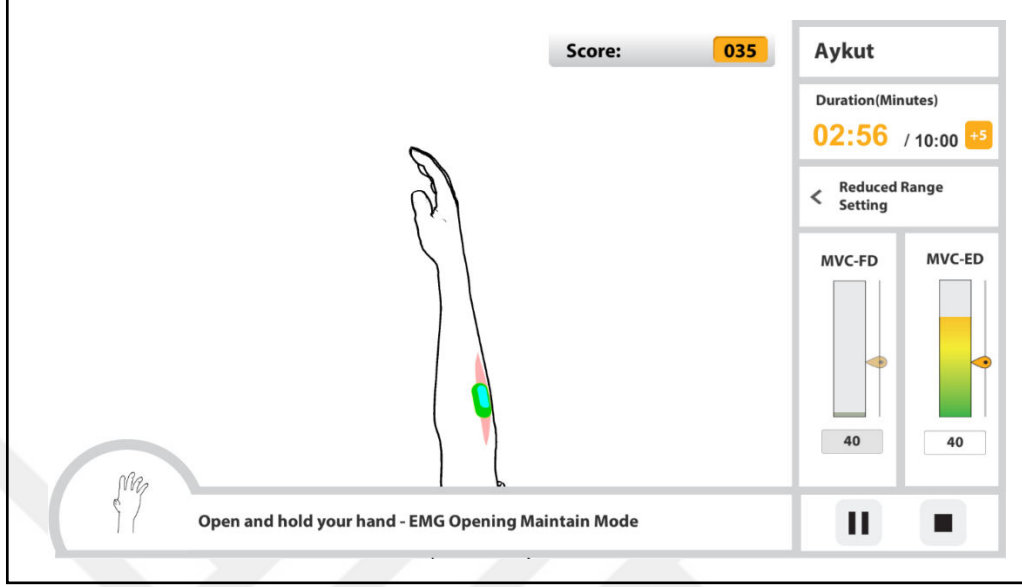 Score: 035
Aykut
Duration(Minutes)
02:56 / 10:00 +5
Reduced Range
Setting
MVC-FD MVC-ED
40 40
Open and hold your hand - EMG Opening Maintain Mode